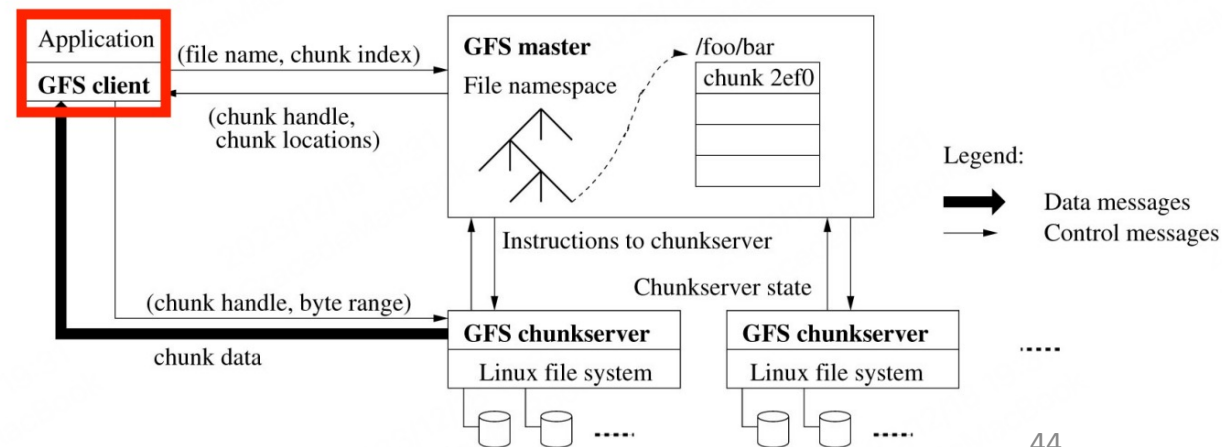 Application
GFS client
(file name, chunk index)
(chunk handle,
chunk locations)
GFS master
File namespace
/foo/bar
chunk 2ef0
Legend:
Data messages
Control messages
Instructions to chunkserver
Chunkserver state
(chunk handle, byte range)
chunk data
GFS chunkserver
Linux file system
GFS chunkserver
Linux file system
44